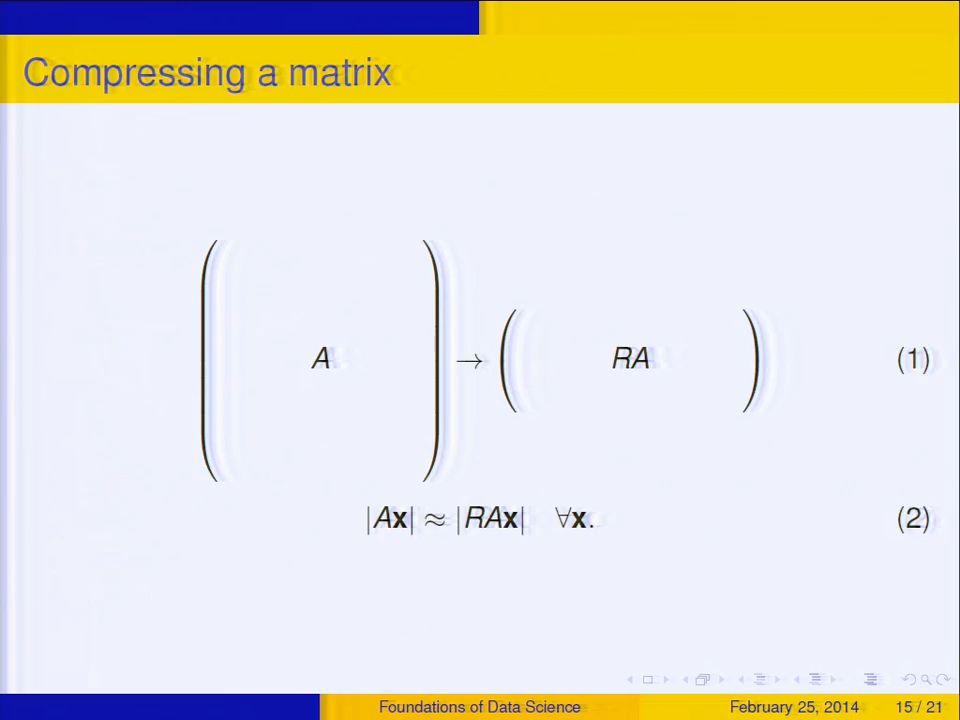 Compressing a matrix
( A ) → ( RA ) (1)
|Ax| ≈ |RAx| ∀x. (2)
Foundations of Data Science February 25, 2014 15 / 21